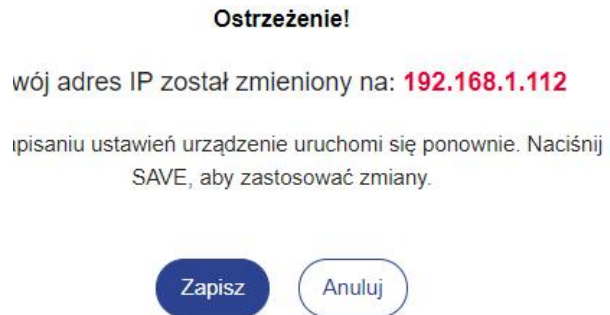 Ostrzeżenie!
wój adres IP został zmieniony na: 192.168.1.112
apisaniu ustawień urządzenie uruchomi się ponownie. Naciśnij
SAVE, aby zastosować zmiany.
Zapisz
Anuluj